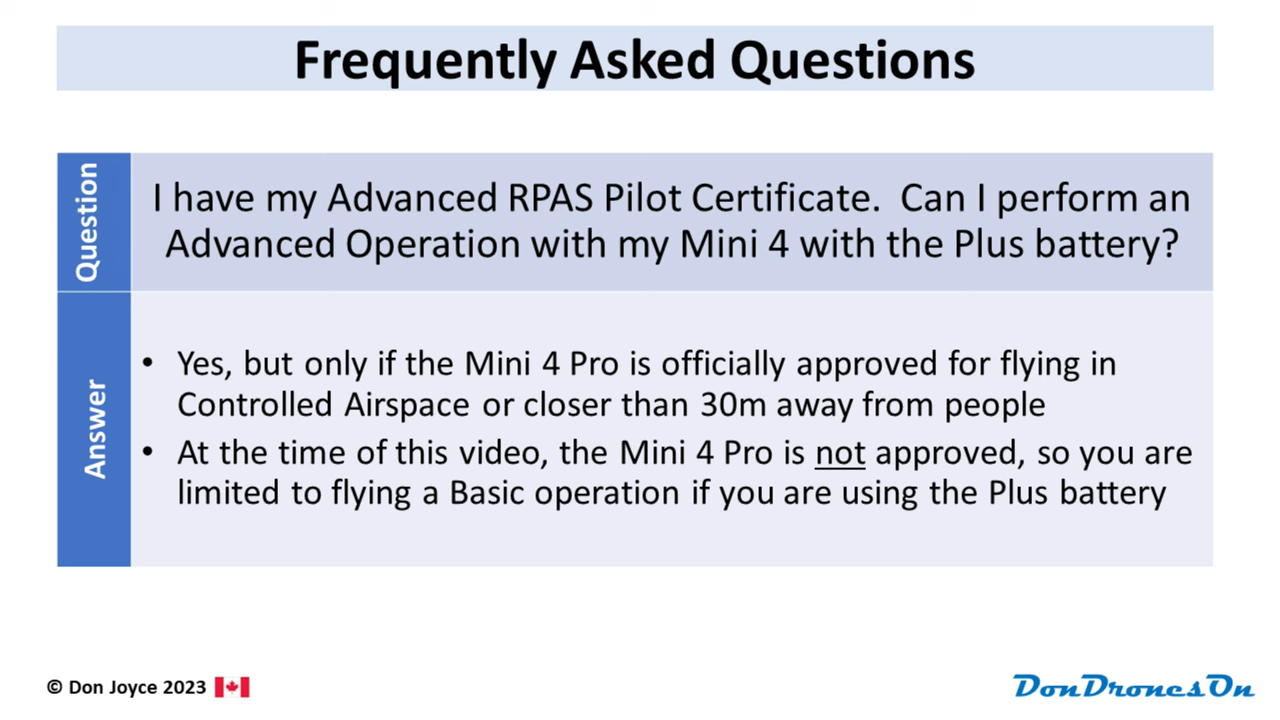 Frequently Asked Questions
Question
I have my Advanced RPAS Pilot Certificate.  Can I perform an
Advanced Operation with my Mini 4 with the Plus battery?
Answer
• Yes, but only if the Mini 4 Pro is officially approved for flying in
Controlled Airspace or closer than 30m away from people
• At the time of this video, the Mini 4 Pro is not approved, so you are
limited to flying a Basic operation if you are using the Plus battery
© Don Joyce 2023
DonDronesOn